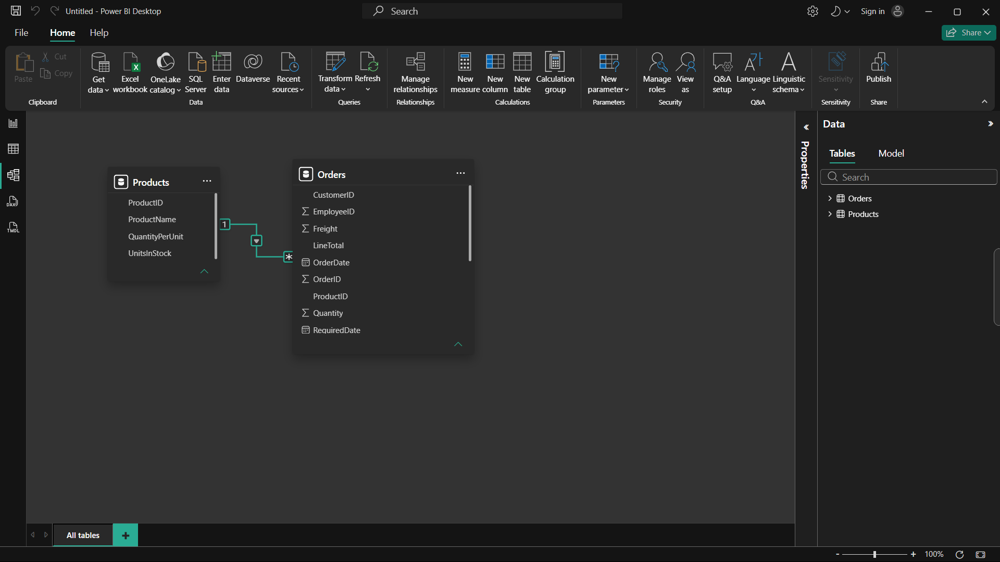 Untitled - Power BI Desktop
Search
Sign in
File
Home
Help
Share
Paste
Cut
Copy
Clipboard
Get data
Excel workbook
OneLake catalog
SQL Server
Enter data
Dataverse
Recent sources
Data
Transform data
Refresh
Queries
Manage relationships
Relationships
New measure
New column
New table
Calculation group
Calculations
New parameter
Parameters
Manage roles
View as
Security
Q&A setup
Language
Linguistic schema
Q&A
Sensitivity
Sensitivity
Publish
Share
DAX
TMDL
Products
ProductID
ProductName
QuantityPerUnit
UnitsInStock
1
*
Orders
CustomerID
EmployeeID
Freight
LineTotal
OrderDate
OrderID
ProductID
Quantity
RequiredDate
Properties
Data
Tables
Model
Search
Orders
Products
All tables
100%